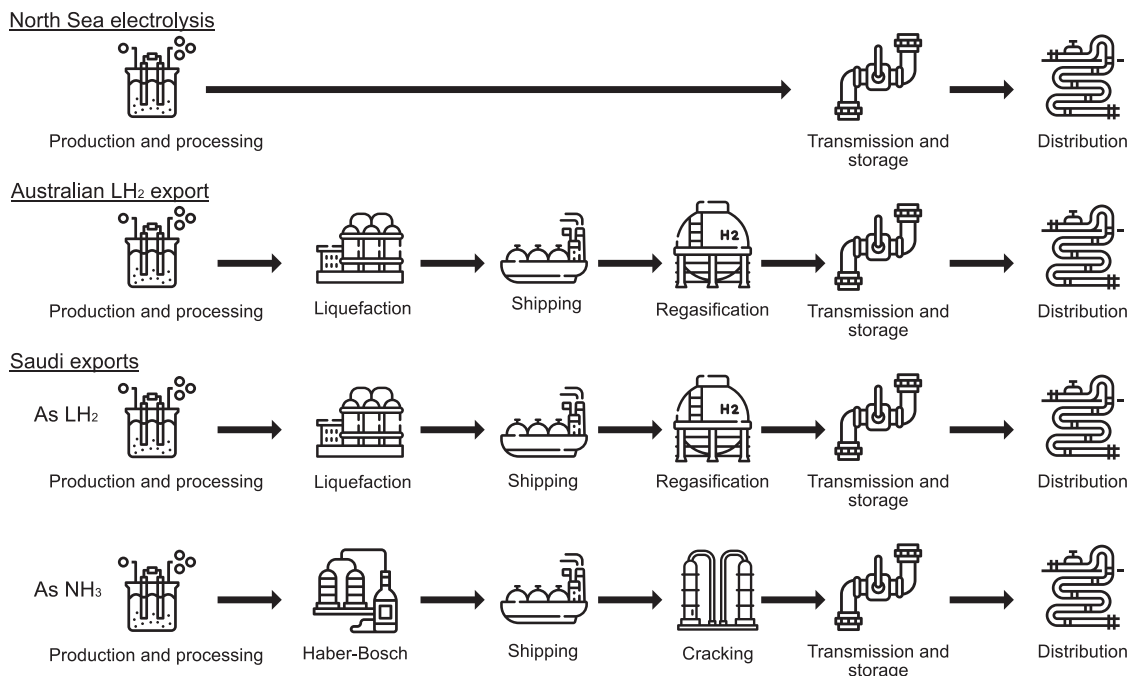 North Sea electrolysis
Production and processing
Transmission and
storage
Distribution
Australian LH₂ export
Production and processing
Liquefaction
Shipping
H2
Regasification
Transmission and
storage
Distribution
Saudi exports
As LH₂
Production and processing
Liquefaction
Shipping
H2
Regasification
Transmission and
storage
Distribution
As NH₃
Production and processing
Haber-Bosch
Shipping
Cracking
Transmission and
storage
Distribution